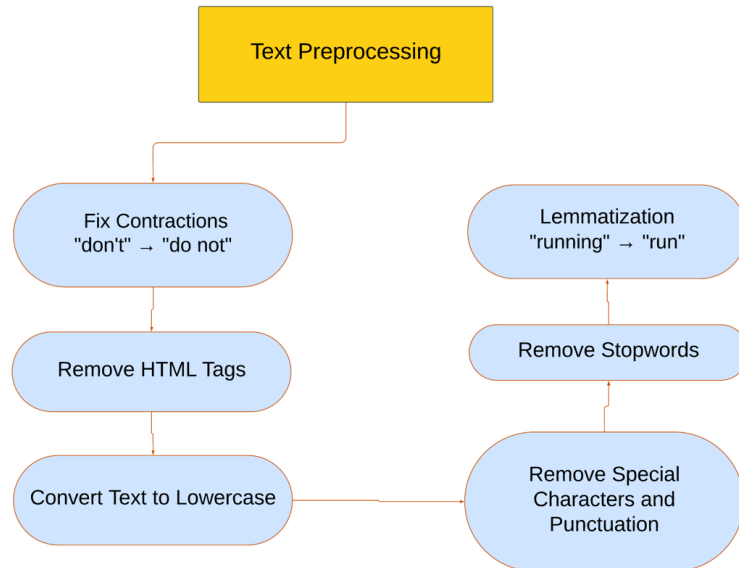 Text Preprocessing
Fix Contractions
"don't" → "do not"
Remove HTML Tags
Convert Text to Lowercase
Remove Special
Characters and
Punctuation
Remove Stopwords
Lemmatization
"running" → "run"